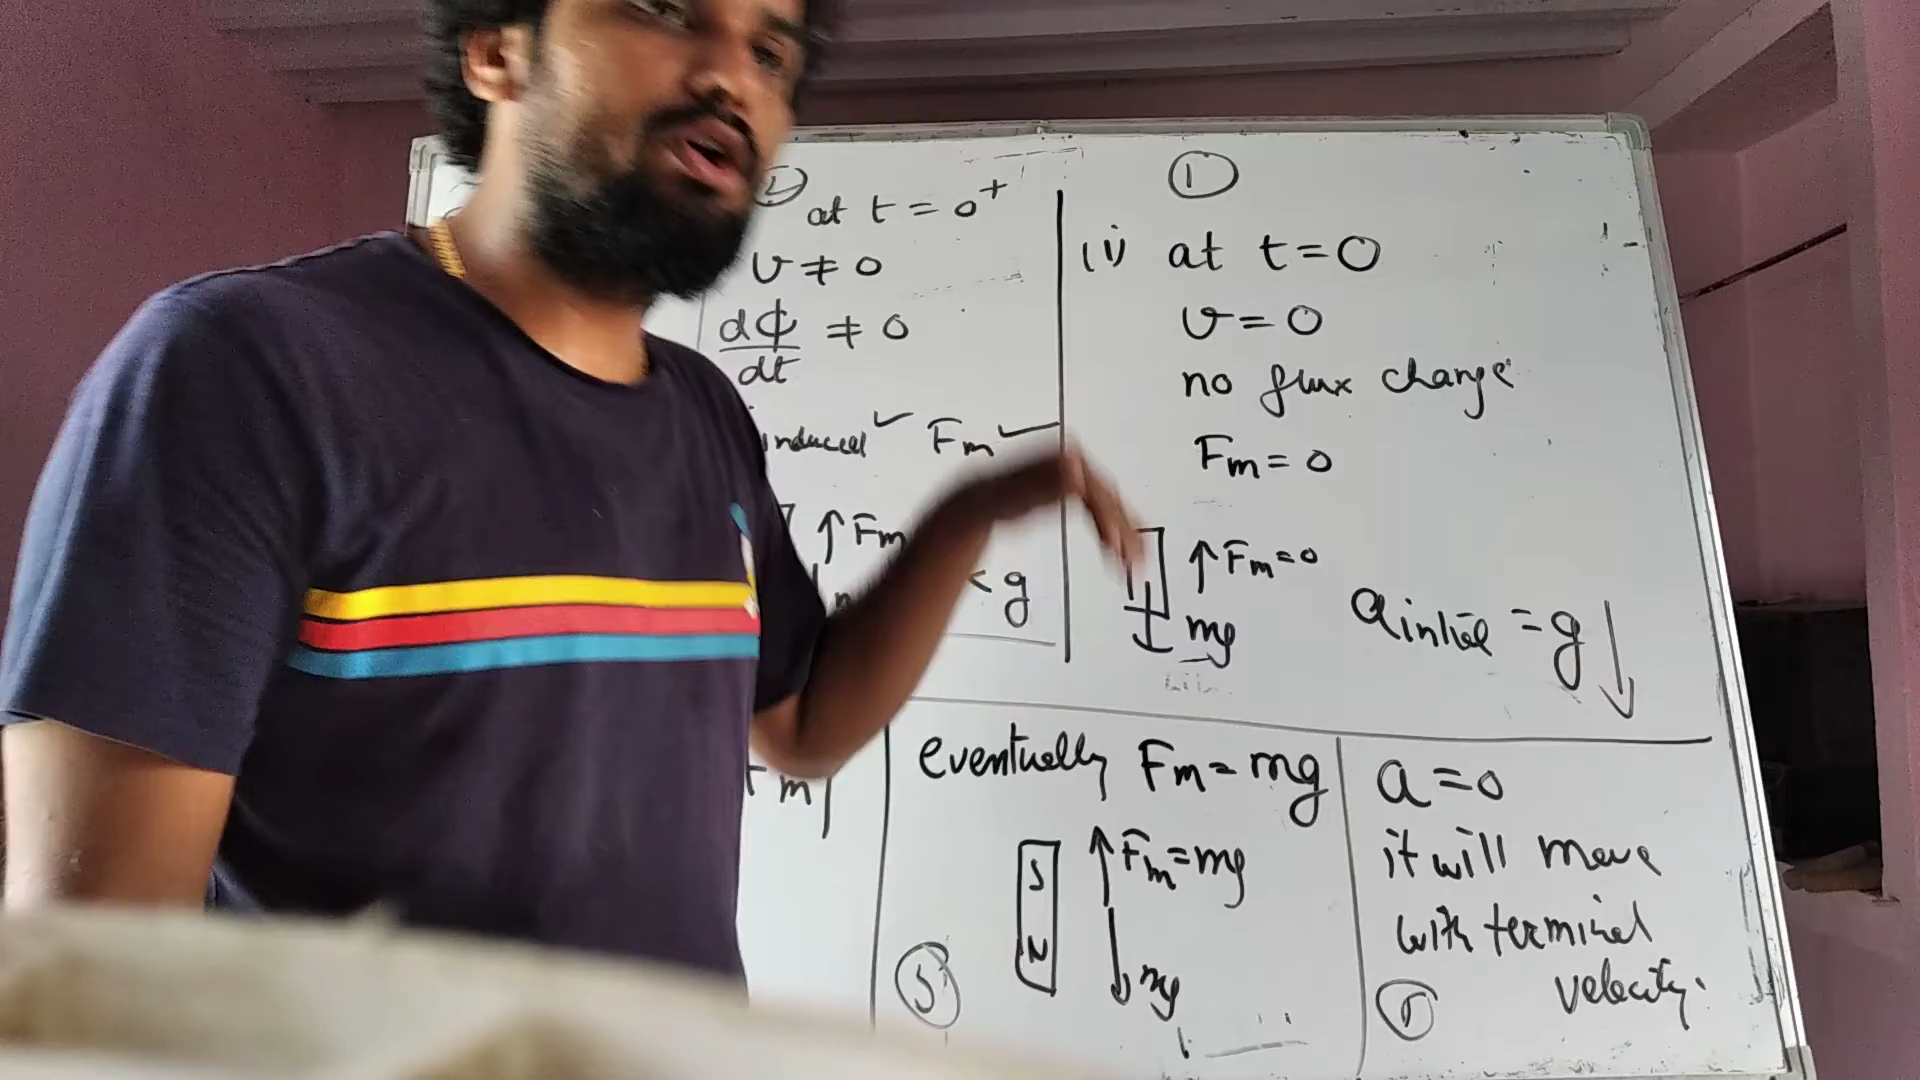 at t = 0⁺
v ≠ 0
dΦ/dt ≠ 0
induced ✓ Fm ✓
↑ Fm
< g
①
(i) at t = 0
v = 0
no flux change
Fm = 0
↑ Fm = 0
mg
a = g ↓
Fm
eventually Fm = mg
S
N
↑ Fm = mg
↓ mg
a = 0
it will move
with terminal
velocity.